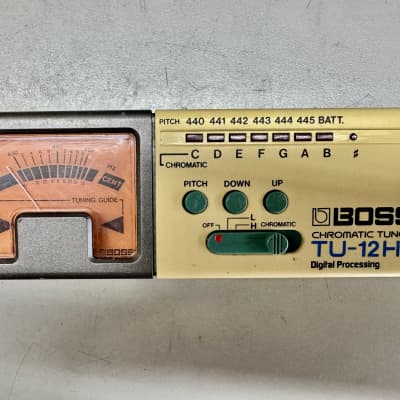 PITCH 440 441 442 443 444 445 BATT.
C D E F G A B ♯
CHROMATIC
PITCH DOWN UP
Hz
CENT
TUNING GUIDE
BOSS
OFF L H CHROMATIC
BOSS
CHROMATIC TUN
TU-12H
Digital Processing